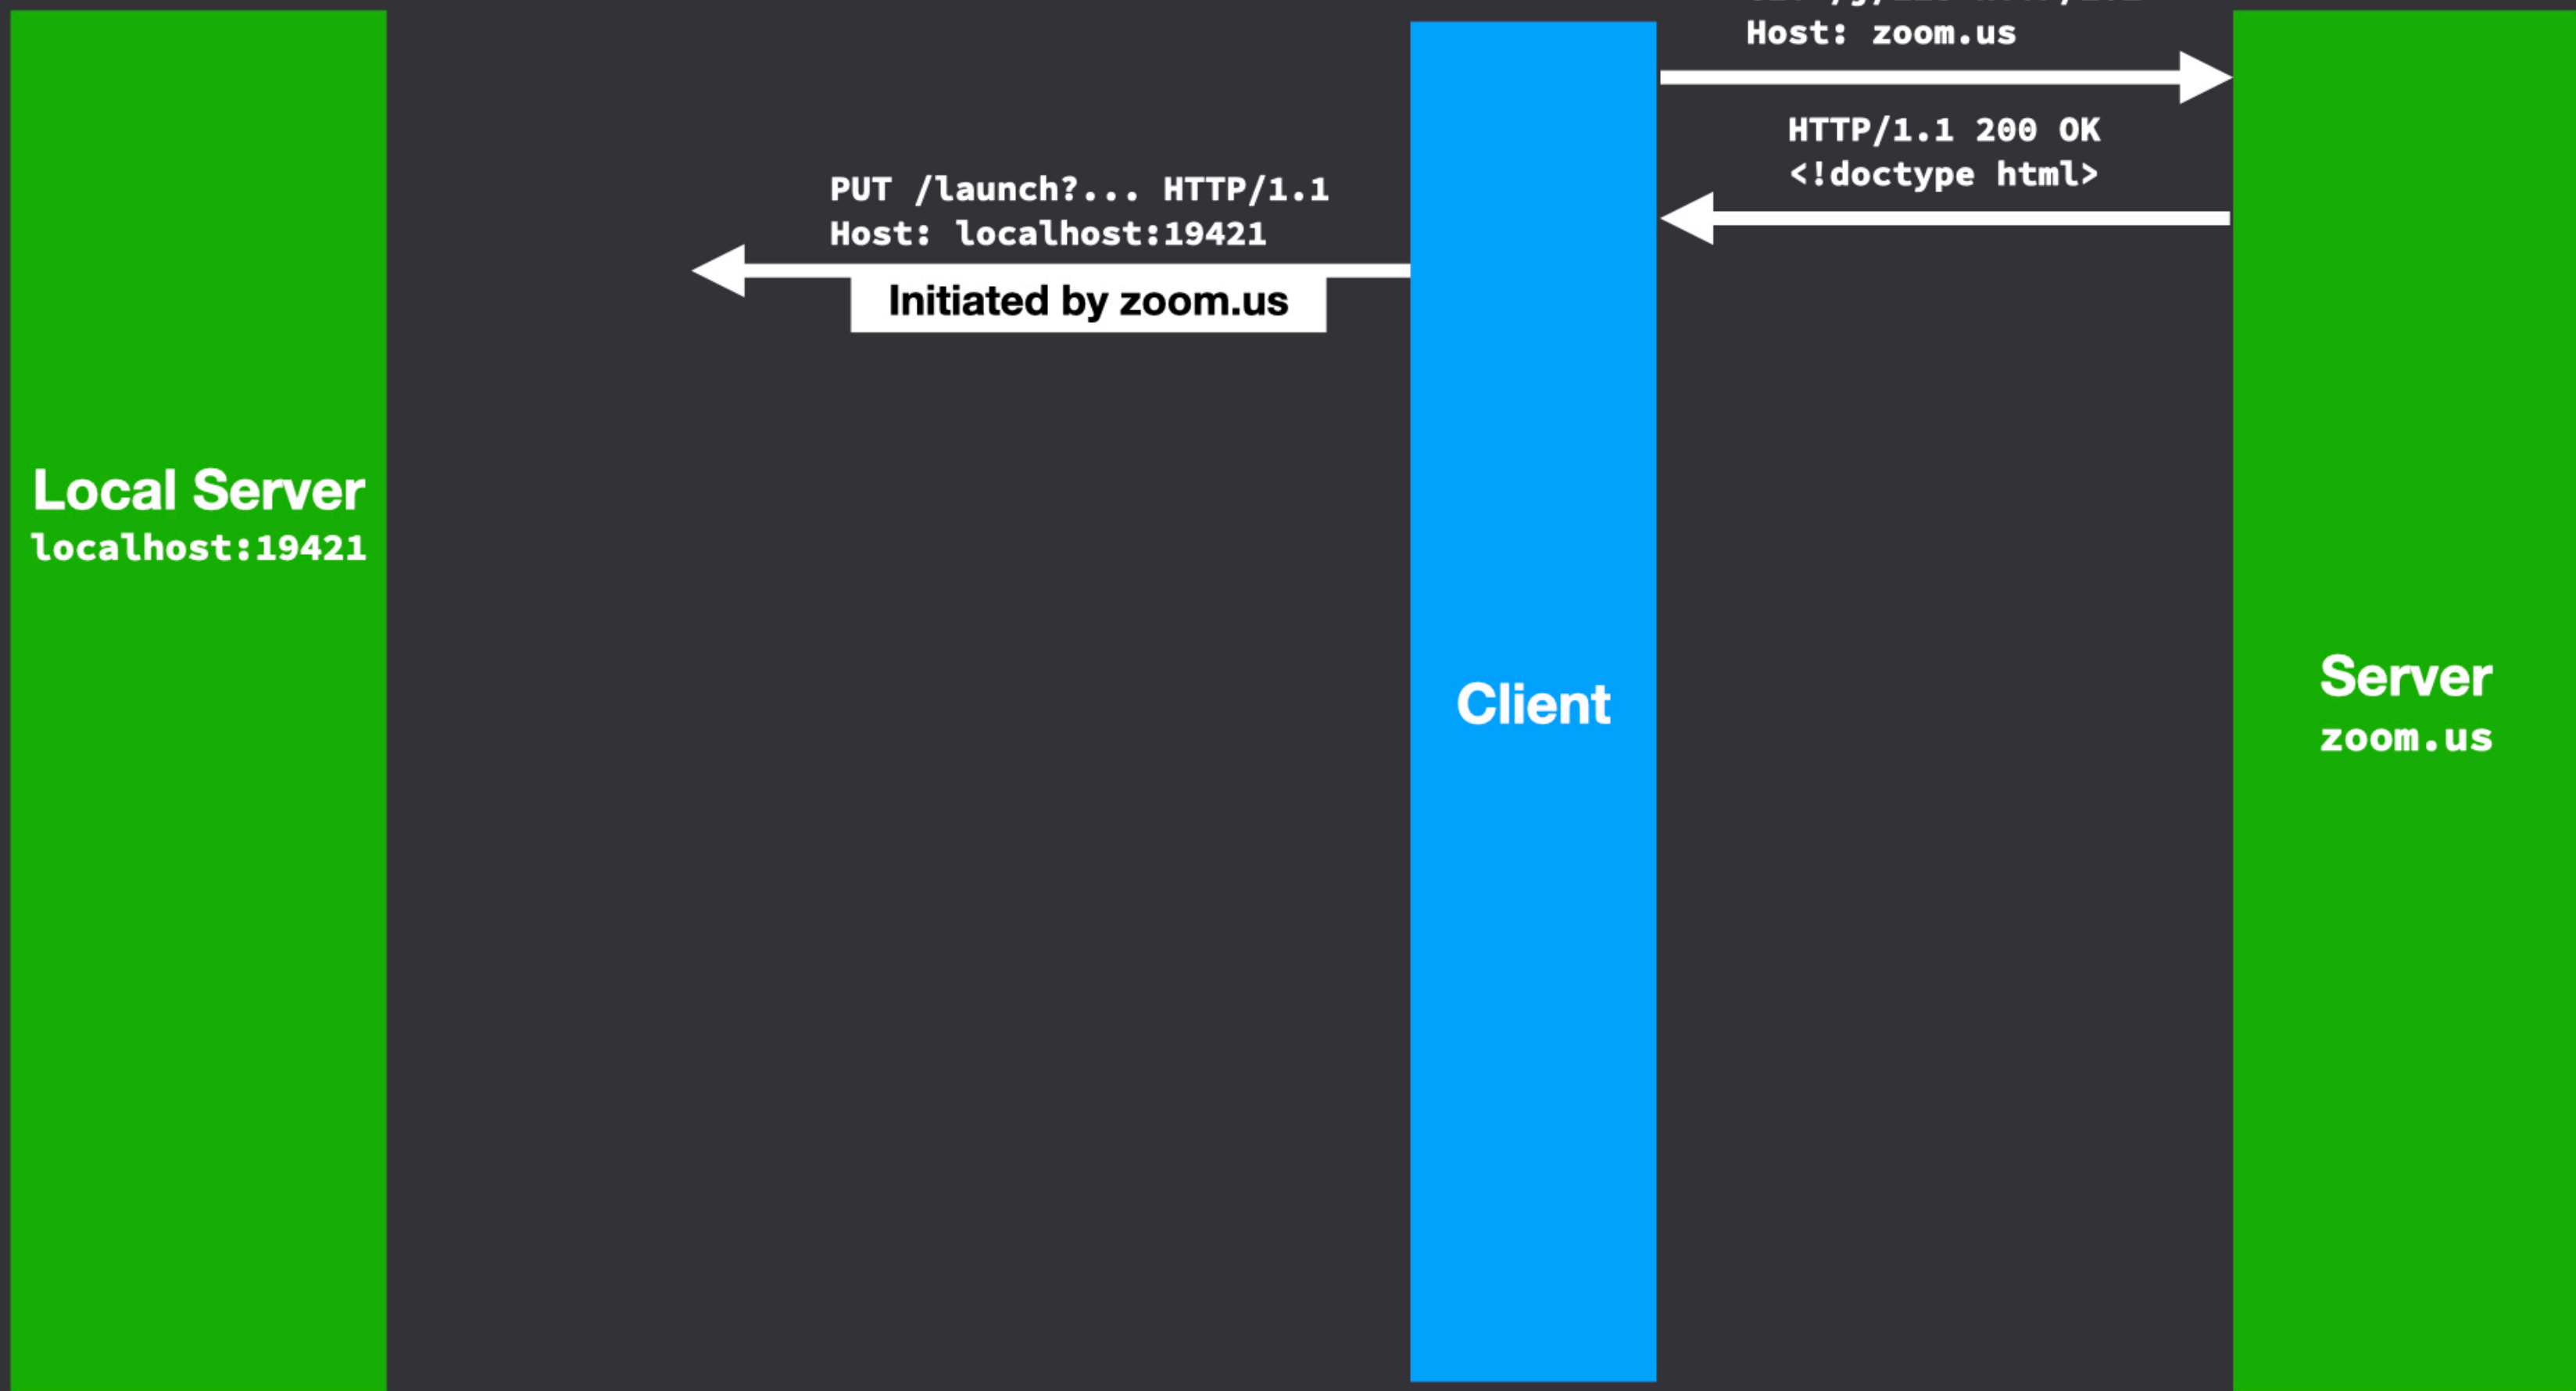 Host: zoom.us
HTTP/1.1 200 OK
<!doctype html>
PUT /launch?... HTTP/1.1
Host: localhost:19421
Initiated by zoom.us
Local Server
localhost:19421
Client
Server
zoom.us